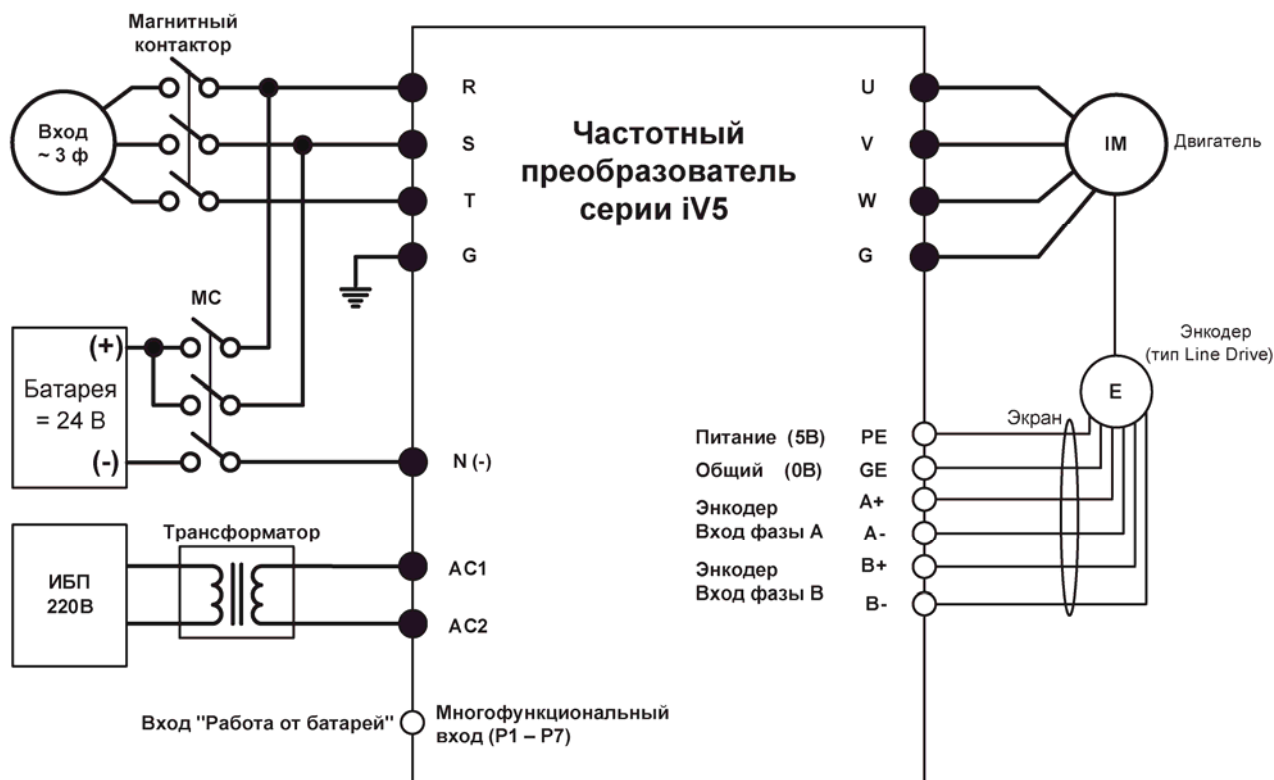 Магнитный
контактор
Вход
~ 3 ф
R
S
T
G
Частотный
преобразователь
серии iV5
U
V
W
G
IM
Двигатель
МС
(+)
Батарея
= 24 В
(-)
N (-)
Энкодер
(тип Line Drive)
E
Экран
Питание (5В) PE
Общий (0В) GE
Энкодер
Вход фазы А
A+
A-
Энкодер
Вход фазы В
B+
B-
Трансформатор
ИБП
220В
AC1
AC2
Вход "Работа от батарей"
Многофункциональный
вход (P1 – P7)